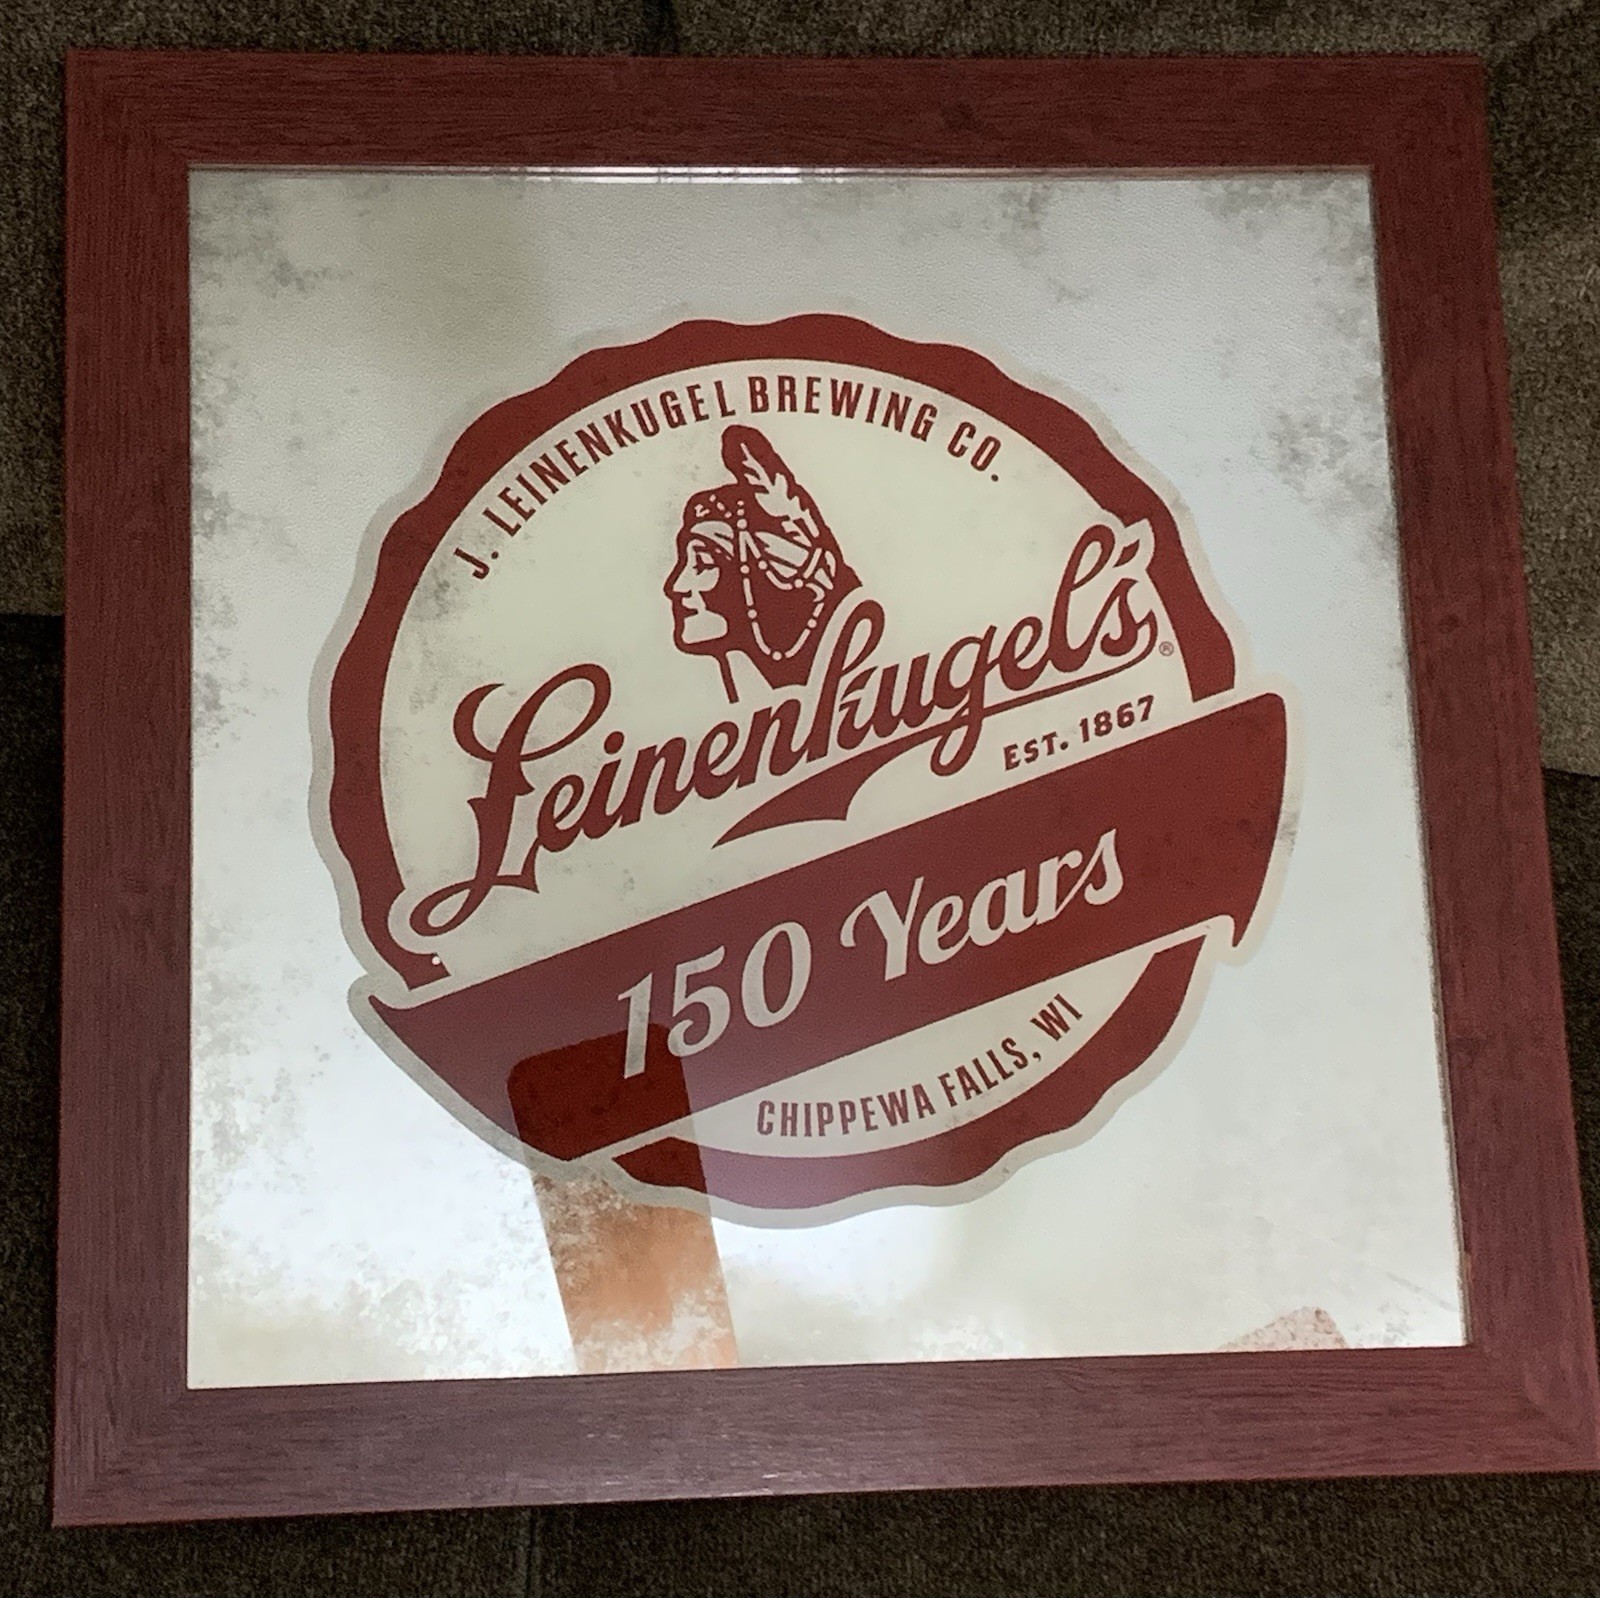 J. LEINENKUGEL BREWING CO.
Leinenkugel's®
EST. 1867
150 Years
CHIPPEWA FALLS, WI